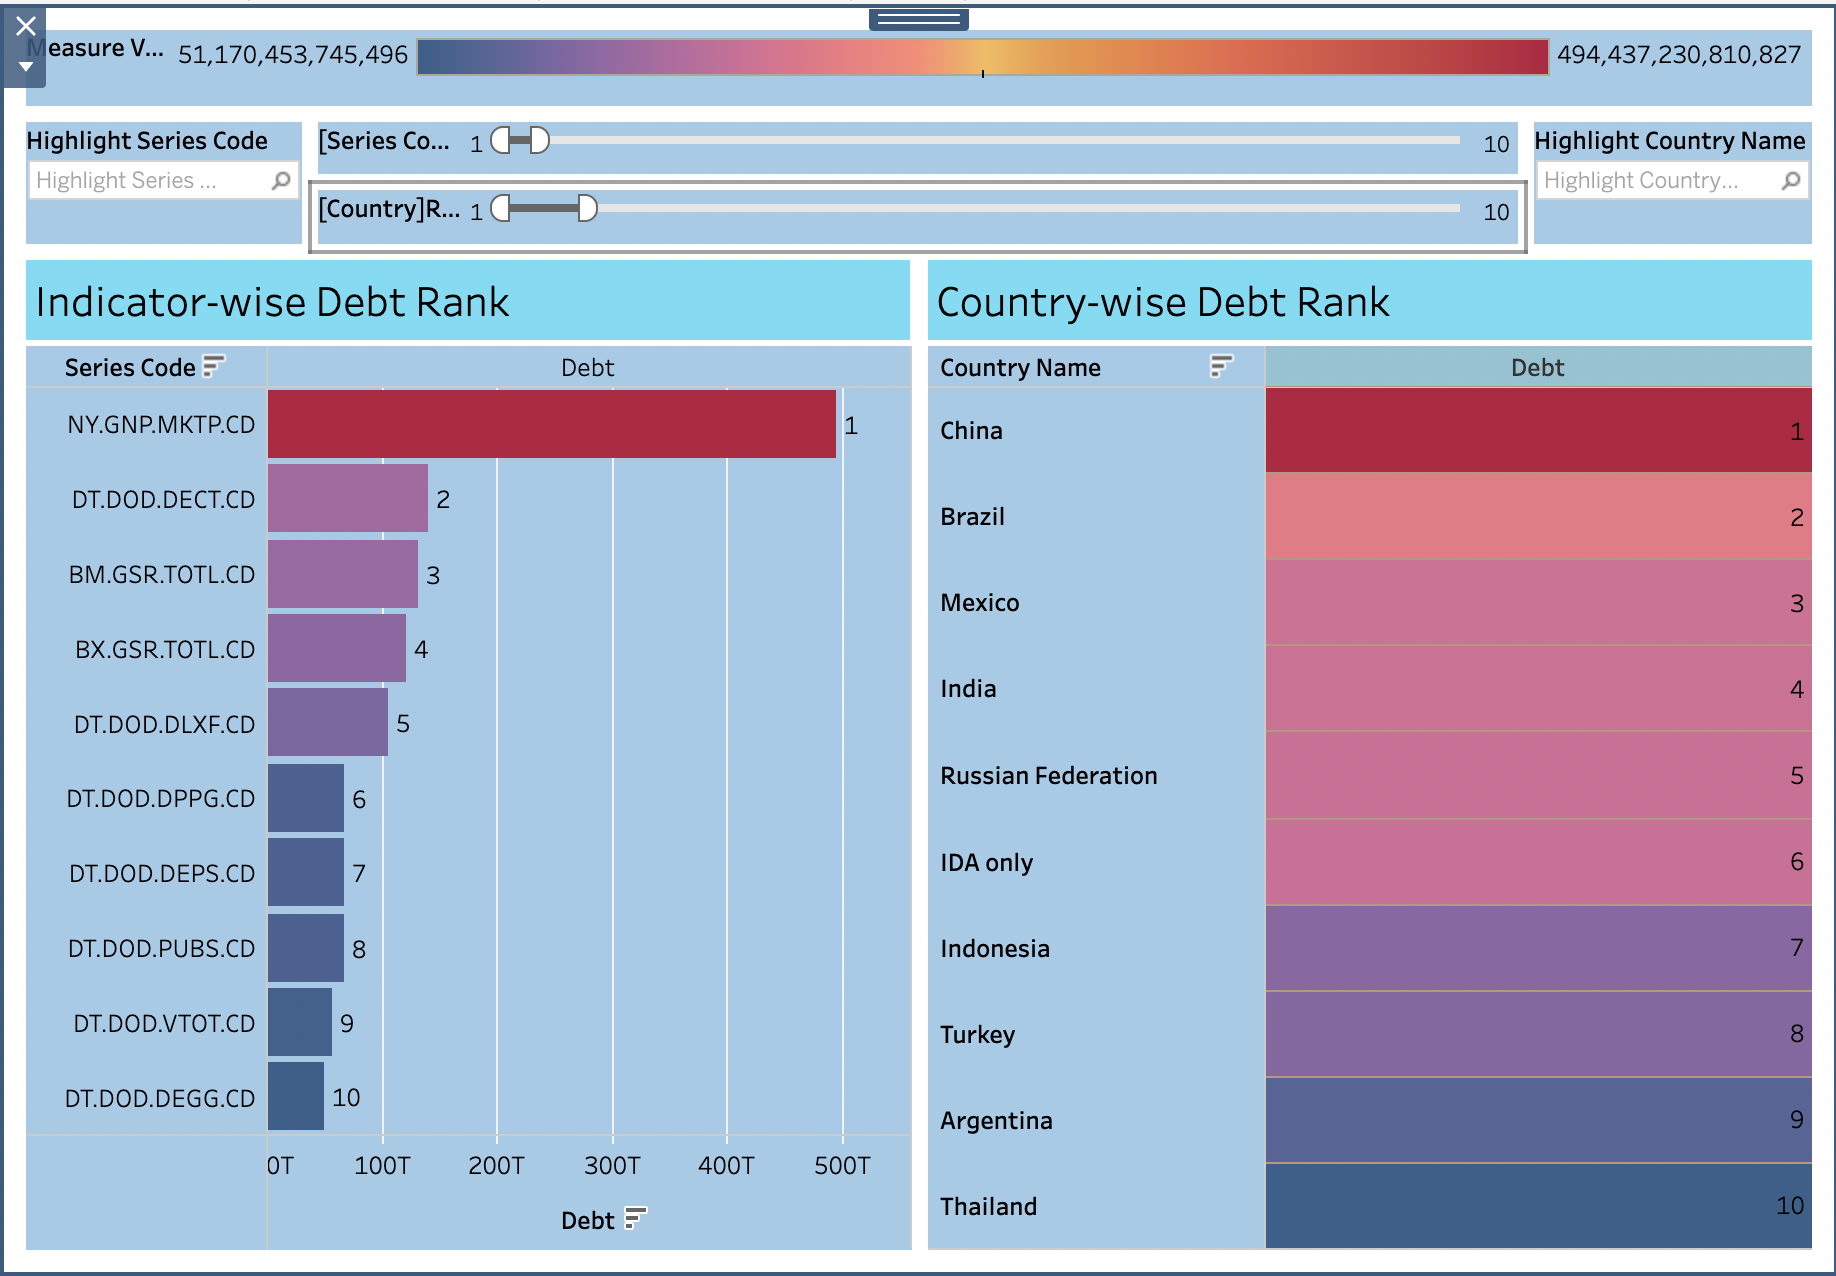 Measure V... 51,170,453,745,496 494,437,230,810,827
Highlight Series Code
Highlight Series ...
[Series Co... 1 10
[Country]R... 1 10
Highlight Country Name
Highlight Country...
Indicator-wise Debt Rank
Series Code Debt
NY.GNP.MKTP.CD 1
DT.DOD.DECT.CD 2
BM.GSR.TOTL.CD 3
BX.GSR.TOTL.CD 4
DT.DOD.DLXF.CD 5
DT.DOD.DPPG.CD 6
DT.DOD.DEPS.CD 7
DT.DOD.PUBS.CD 8
DT.DOD.VTOT.CD 9
DT.DOD.DEGG.CD 10
0T 100T 200T 300T 400T 500T
Debt
Country-wise Debt Rank
Country Name Debt
China 1
Brazil 2
Mexico 3
India 4
Russian Federation 5
IDA only 6
Indonesia 7
Turkey 8
Argentina 9
Thailand 10